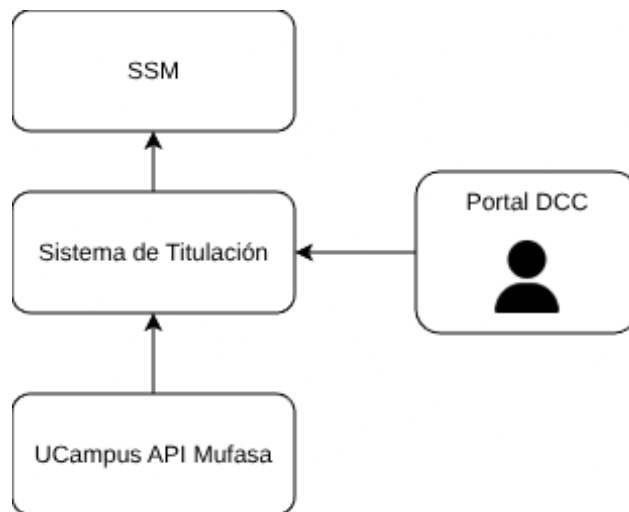 SSM
Sistema de Titulación
Portal DCC
UCampus API Mufasa